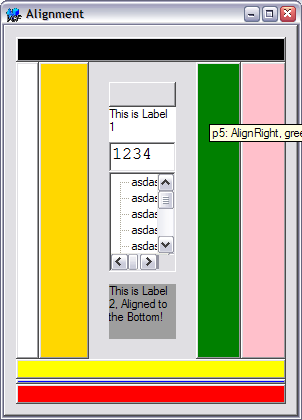 Alignment
This is Label
1
p5: AlignRight, gree
1234
asdas
asdas
asdas
asdas
asdas
This is Label
2, Aligned to
the Bottom!